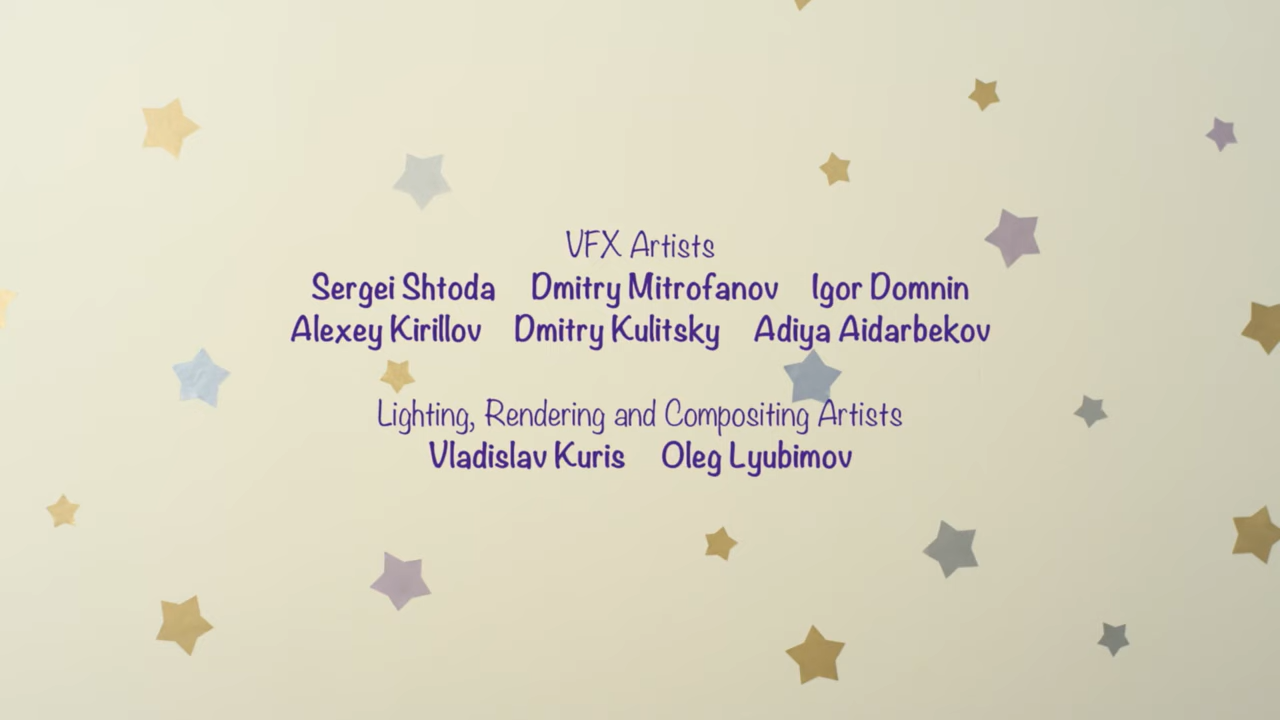 VFX Artists
Sergei Shtoda Dmitry Mitrofanov Igor Domnin
Alexey Kirillov Dmitry Kulitsky Adiya Aidarbekov
Lighting, Rendering and Compositing Artists
Vladislav Kuris Oleg Lyubimov